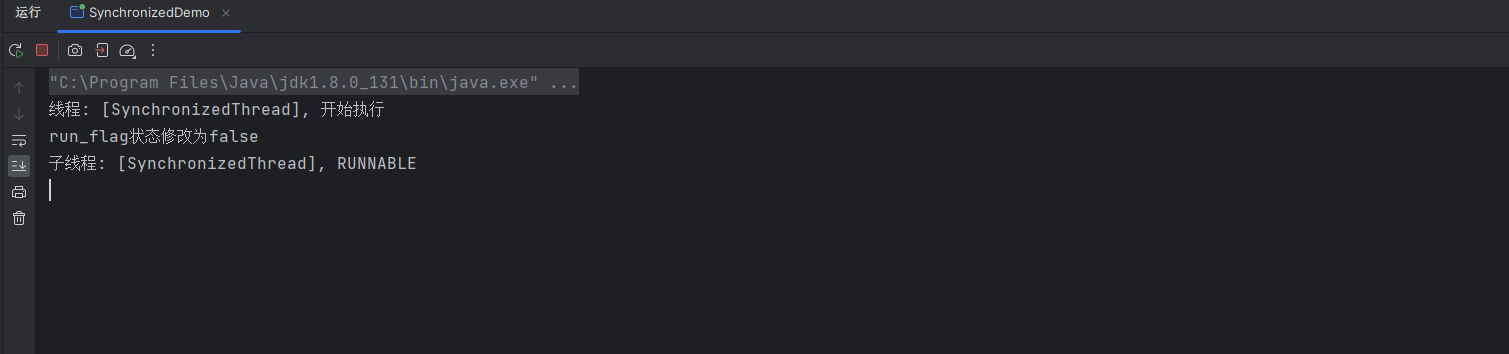 运行 SynchronizedDemo
"C:\Program Files\Java\jdk1.8.0_131\bin\java.exe" ...
线程: [SynchronizedThread], 开始执行
run_flag状态修改为false
子线程: [SynchronizedThread], RUNNABLE